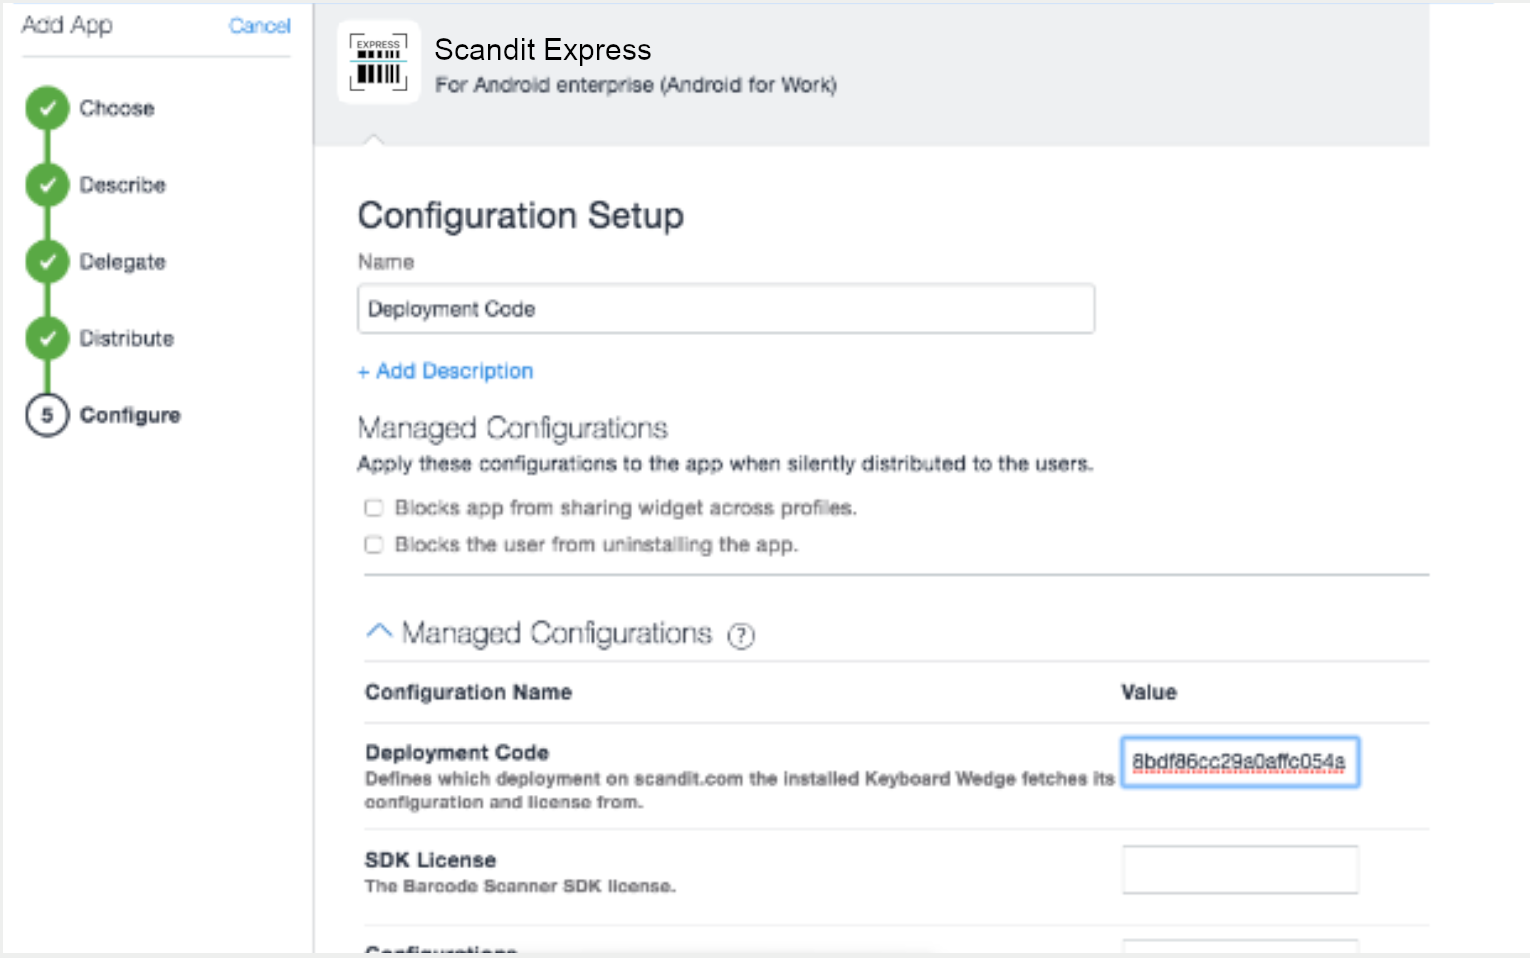 Add App
Cancel
Choose
Describe
Delegate
Distribute
5
Configure
EXPRESS
Scandit Express
For Android enterprise (Android for Work)
Configuration Setup
Name
Deployment Code
+ Add Description
Managed Configurations
Apply these configurations to the app when silently distributed to the users.
Blocks app from sharing widget across profiles.
Blocks the user from uninstalling the app.
Managed Configurations ?
Configuration Name
Value
Deployment Code
Defines which deployment on scandit.com the installed Keyboard Wedge fetches its
configuration and license from.
8bdf86cc29a0affc054a
SDK License
The Barcode Scanner SDK license.
Configurations